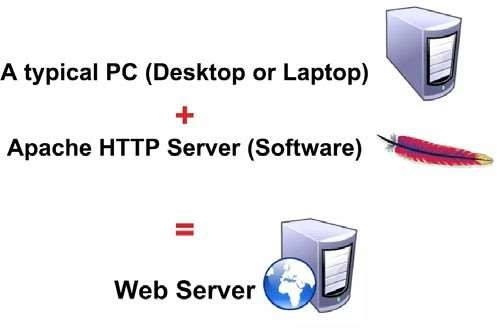 A typical PC (Desktop or Laptop)
+
Apache HTTP Server (Software)
=
Web Server